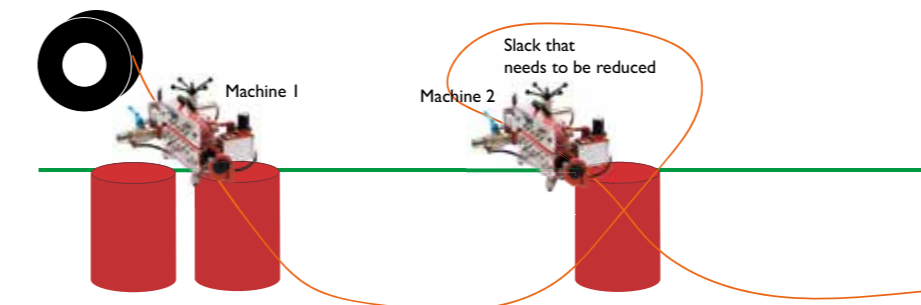 Slack that
needs to be reduced
Machine 1
Machine 2